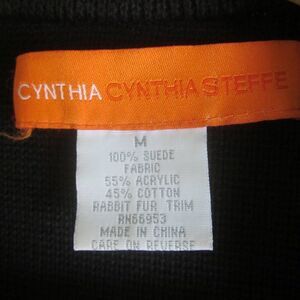 CYNTHIA CYNTHIA STEFFE
M
100% SUEDE
FABRIC
55% ACRYLIC
45% COTTON
RABBIT FUR TRIM
RN66953
MADE IN CHINA
CARE ON REVERSE